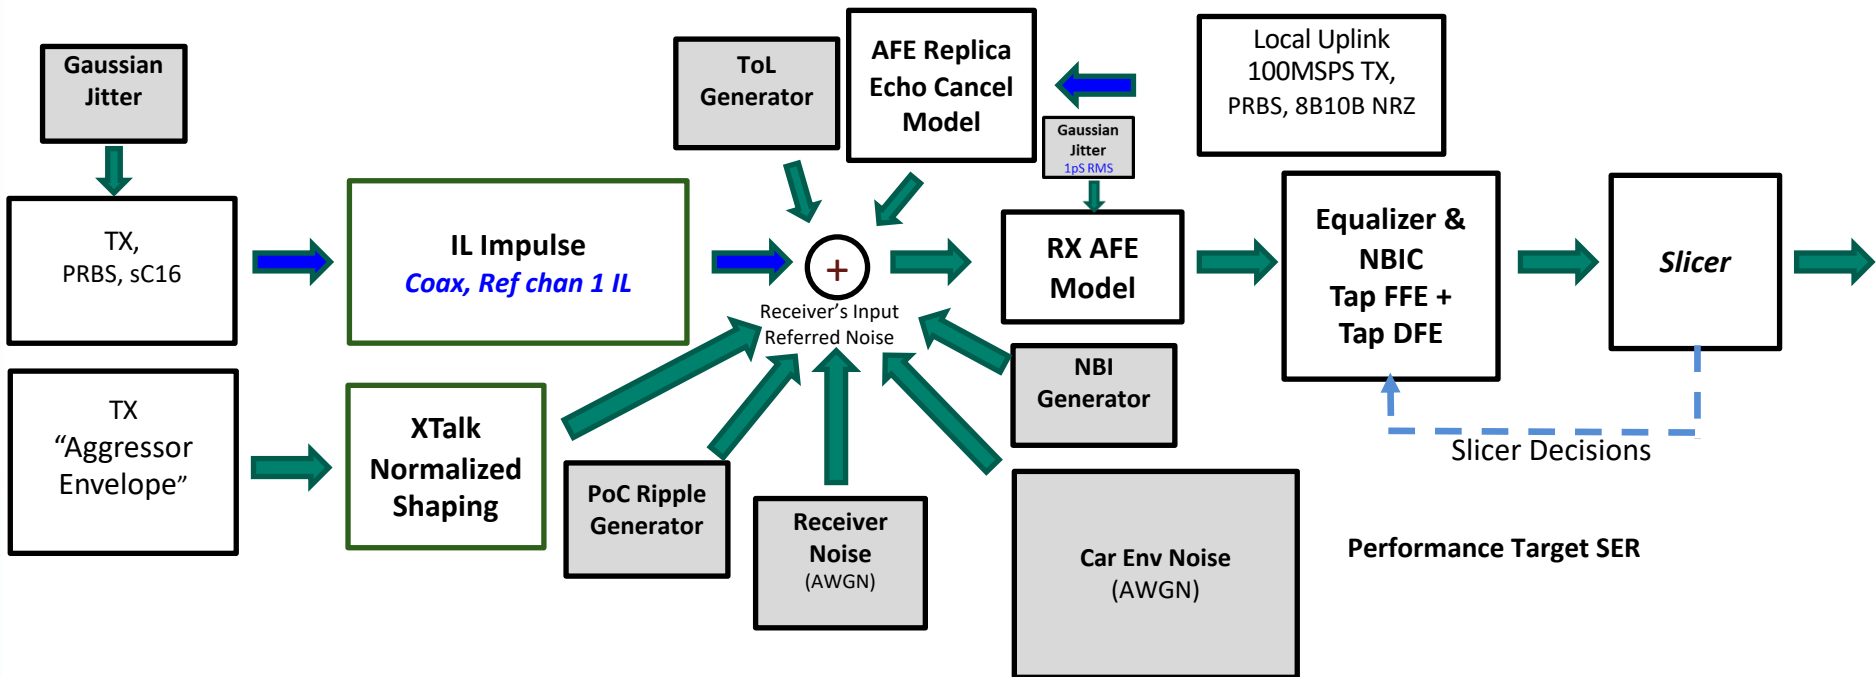 Gaussian
Jitter
ToL
Generator
AFE Replica
Echo Cancel
Model
Local Uplink
100MSPS TX,
PRBS, 8B10B NRZ
Gaussian
Jitter
1pS RMS
TX,
PRBS, sC16
IL Impulse
Coax, Ref chan 1 IL
+
Receiver’s Input
Referred Noise
RX AFE
Model
Equalizer &
NBIC
Tap FFE +
Tap DFE
Slicer
TX
“Aggressor
Envelope”
XTalk
Normalized
Shaping
PoC Ripple
Generator
Receiver
Noise
(AWGN)
NBI
Generator
Car Env Noise
(AWGN)
Slicer Decisions
Performance Target SER